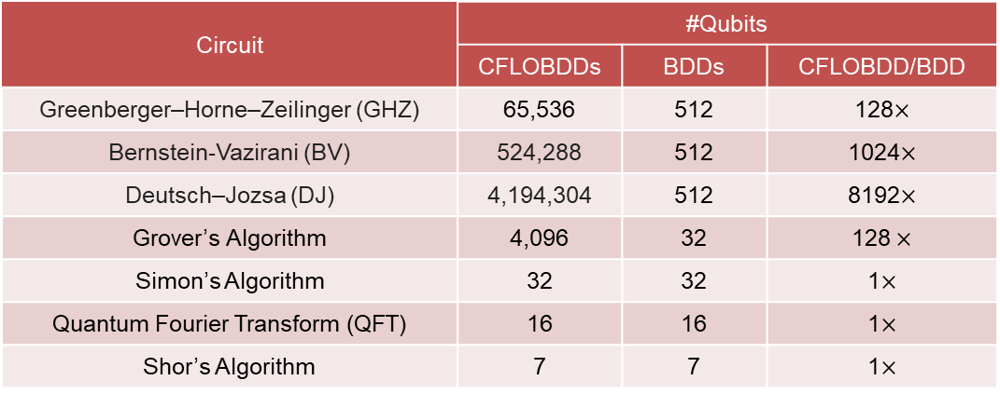 Circuit
#Qubits
CFLOBDDs BDDs CFLOBDD/BDD
Greenberger–Horne–Zeilinger (GHZ) 65,536 512 128×
Bernstein-Vazirani (BV) 524,288 512 1024×
Deutsch–Jozsa (DJ) 4,194,304 512 8192×
Grover's Algorithm 4,096 32 128 ×
Simon's Algorithm 32 32 1×
Quantum Fourier Transform (QFT) 16 16 1×
Shor's Algorithm 7 7 1×